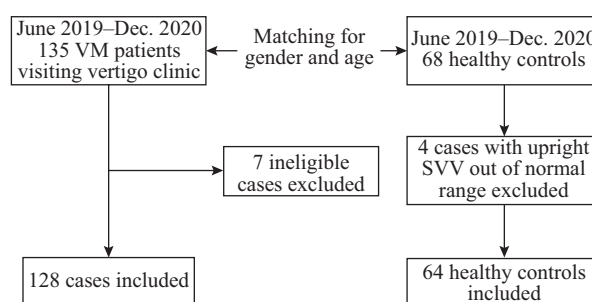 June 2019–Dec. 2020
135 VM patients
visiting vertigo clinic
Matching for
gender and age
June 2019–Dec. 2020
68 healthy controls
7 ineligible
cases excluded
4 cases with upright
SVV out of normal
range excluded
128 cases included
64 healthy controls
included